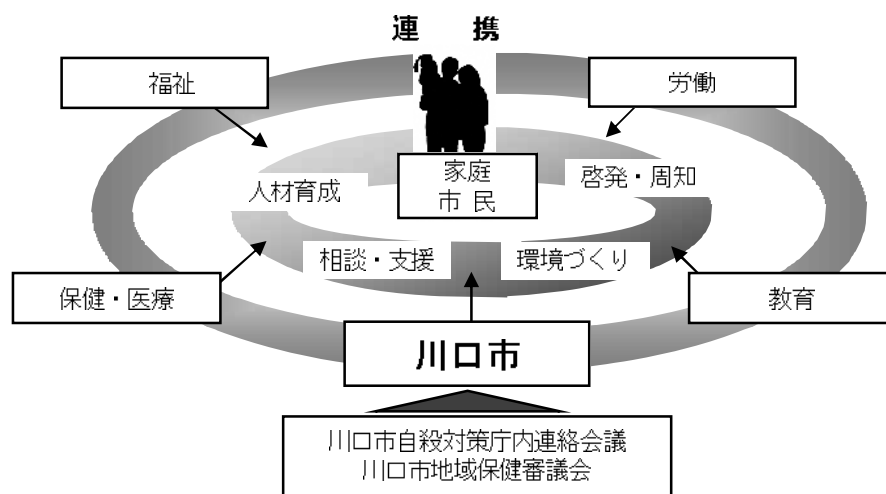 連携
福祉
労働
家庭
市民
人材育成
啓発・周知
相談・支援
環境づくり
保健・医療
教育
川口市
川口市自殺対策庁内連絡会議
川口市地域保健審議会